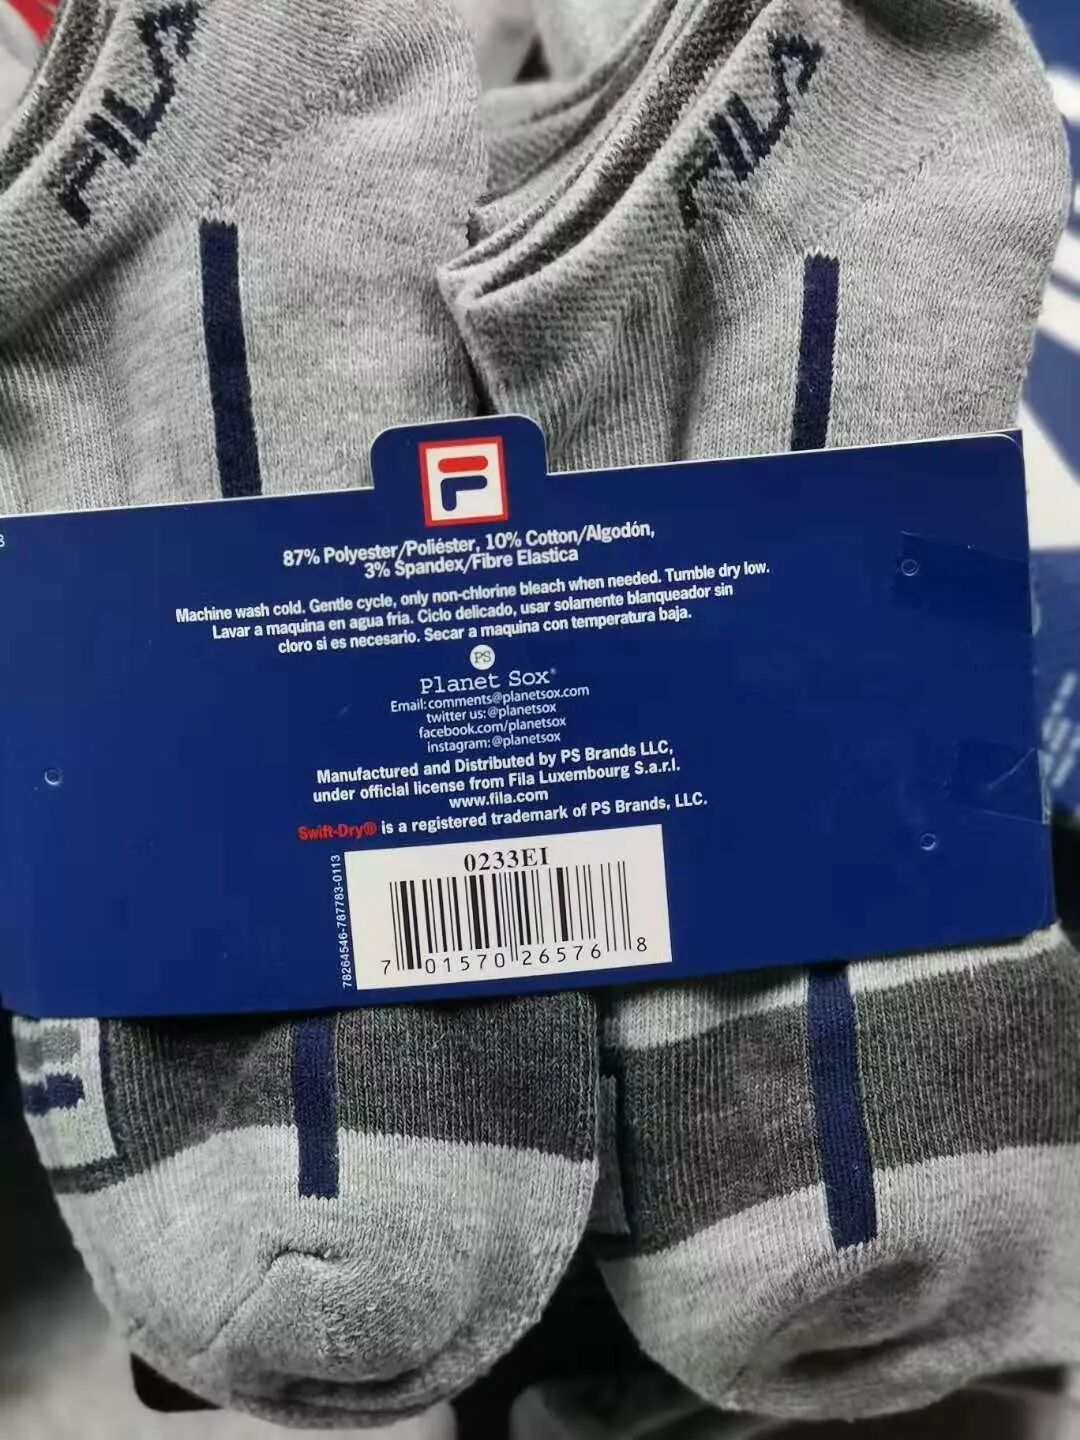 FILA
FILA
F
87% Polyester/Poliéster, 10% Cotton/Algodón,
3% Spandex/Fibre Elastica
Machine wash cold. Gentle cycle, only non-chlorine bleach when needed. Tumble dry low.
Lavar a maquina en agua fria. Ciclo delicado, usar solamente blanqueador sin
cloro si es necesario. Secar a maquina con temperatura baja.
PS
Planet Sox®
Email:comments@planetsox.com
twitter us:@planetsox
facebook.com/planetsox
instagram:@planetsox
Manufactured and Distributed by PS Brands LLC,
under official license from Fila Luxembourg S.a.r.l.
www.fila.com
Swift-Dry® is a registered trademark of PS Brands, LLC.
78264546-787783-0113
0233EI
7 01570 26576 8